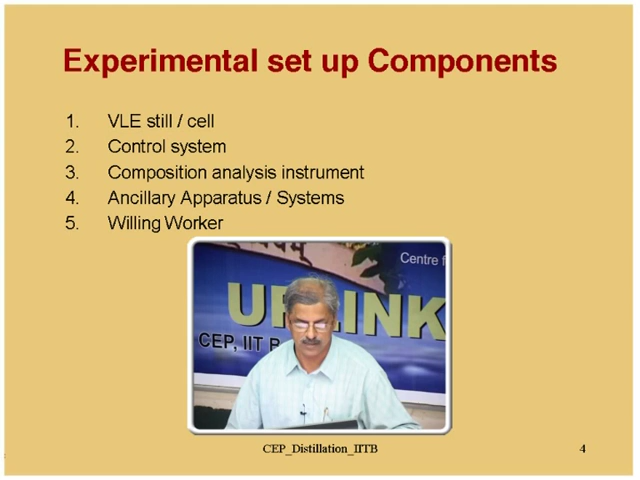 Experimental set up Components
1. VLE still / cell
2. Control system
3. Composition analysis instrument
4. Ancillary Apparatus / Systems
5. Willing Worker
Centre f
UPLINK
CEP, IIT B
CEP_Distillation_IITB
4